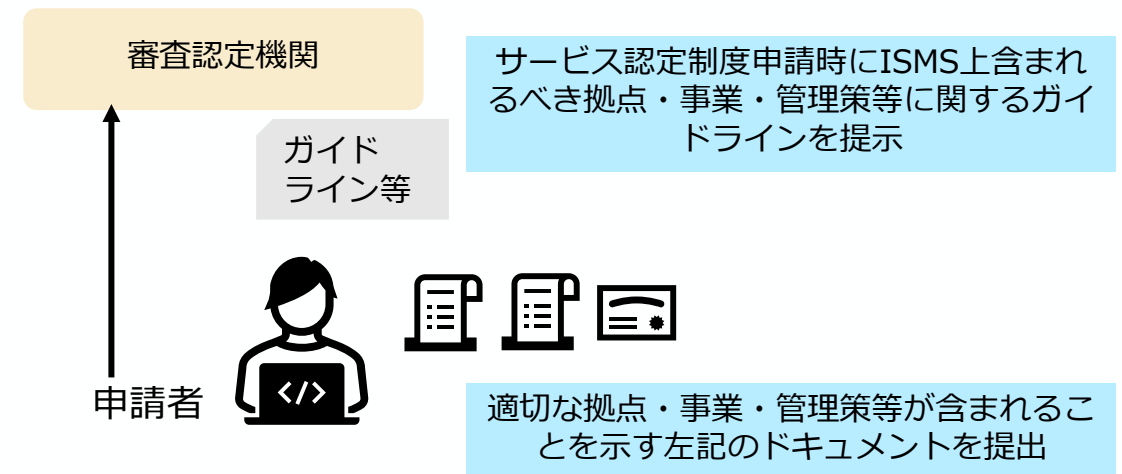 審査認定機関
サービス認定制度申請時にISMS上含まれ
るべき拠点・事業・管理策等に関するガイ
ドラインを提示
ガイド
ライン等
申請者
</>
適切な拠点・事業・管理策等が含まれるこ
とを示す左記のドキュメントを提出